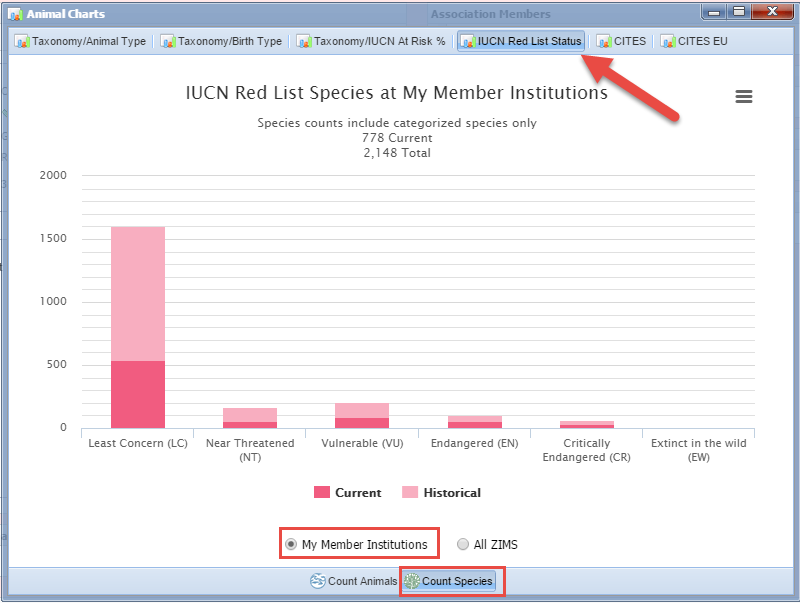 Animal Charts
Association Members
Taxonomy/Animal Type Taxonomy/Birth Type Taxonomy/IUCN At Risk % IUCN Red List Status CITES CITES EU
IUCN Red List Species at My Member Institutions
Species counts include categorized species only
778 Current
2,148 Total
2000
1500
1000
500
0
Least Concern (LC) Near Threatened (NT) Vulnerable (VU) Endangered (EN) Critically Endangered (CR) Extinct in the wild (EW)
Current Historical
My Member Institutions All ZIMS
Count Animals Count Species